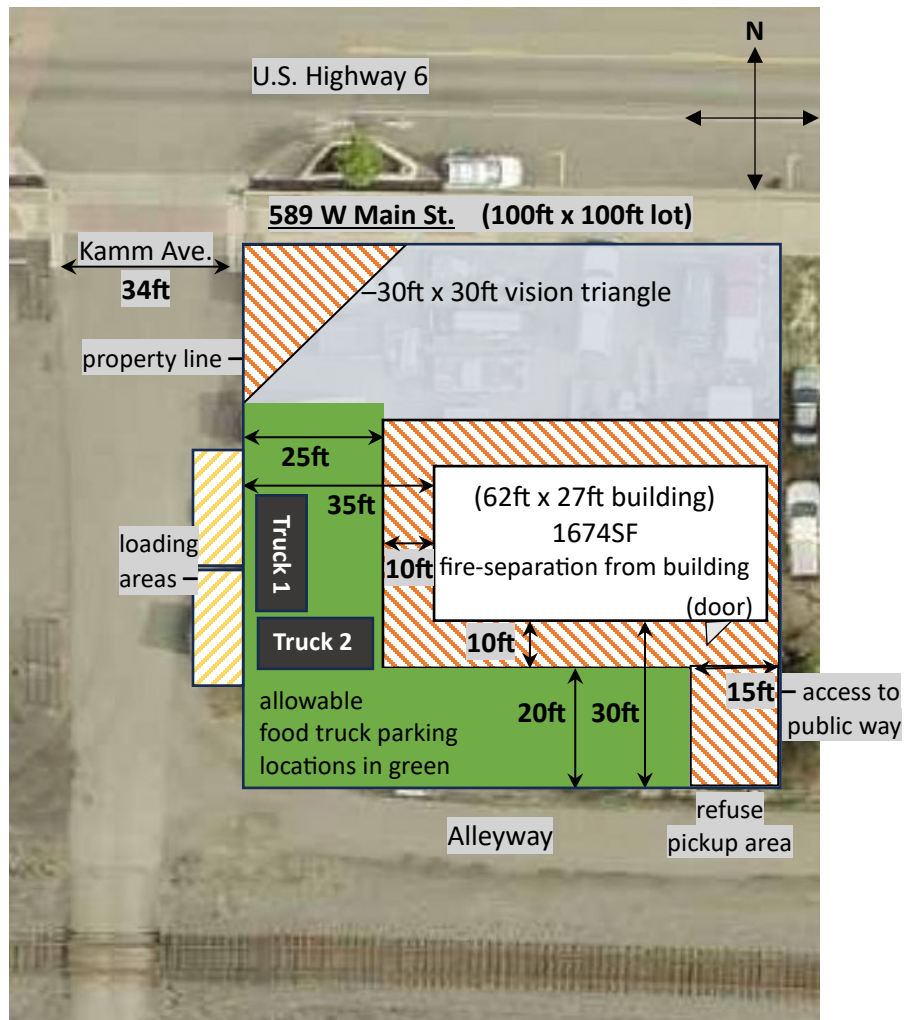 N
U.S. Highway 6
589 W Main St. (100ft x 100ft lot)
Kamm Ave.
34ft
–30ft x 30ft vision triangle
property line –
25ft
35ft
(62ft x 27ft building)
1674SF
10ft
fire-separation from building
loading
areas –
Truck 1
(door)
10ft
Truck 2
15ft – access to
public way
20ft
30ft
allowable
food truck parking
locations in green
refuse
pickup area
Alleyway